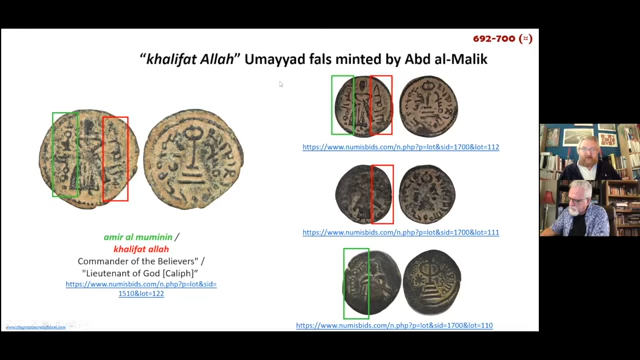 692-700
“khalifat Allah” Umayyad fals minted by Abd al-Malik
amir al muminin /
khalifat allah
Commander of the Believers" /
"Lieutenant of God [Caliph]”
https://www.numisbids.com/n.php?p=lot&sid=
1510&lot=122
https://www.numisbids.com/n.php?p=lot&sid=1700&lot=112
https://www.numisbids.com/n.php?p=lot&sid=1700&lot=111
https://www.numisbids.com/n.php?p=lot&sid=1700&lot=110